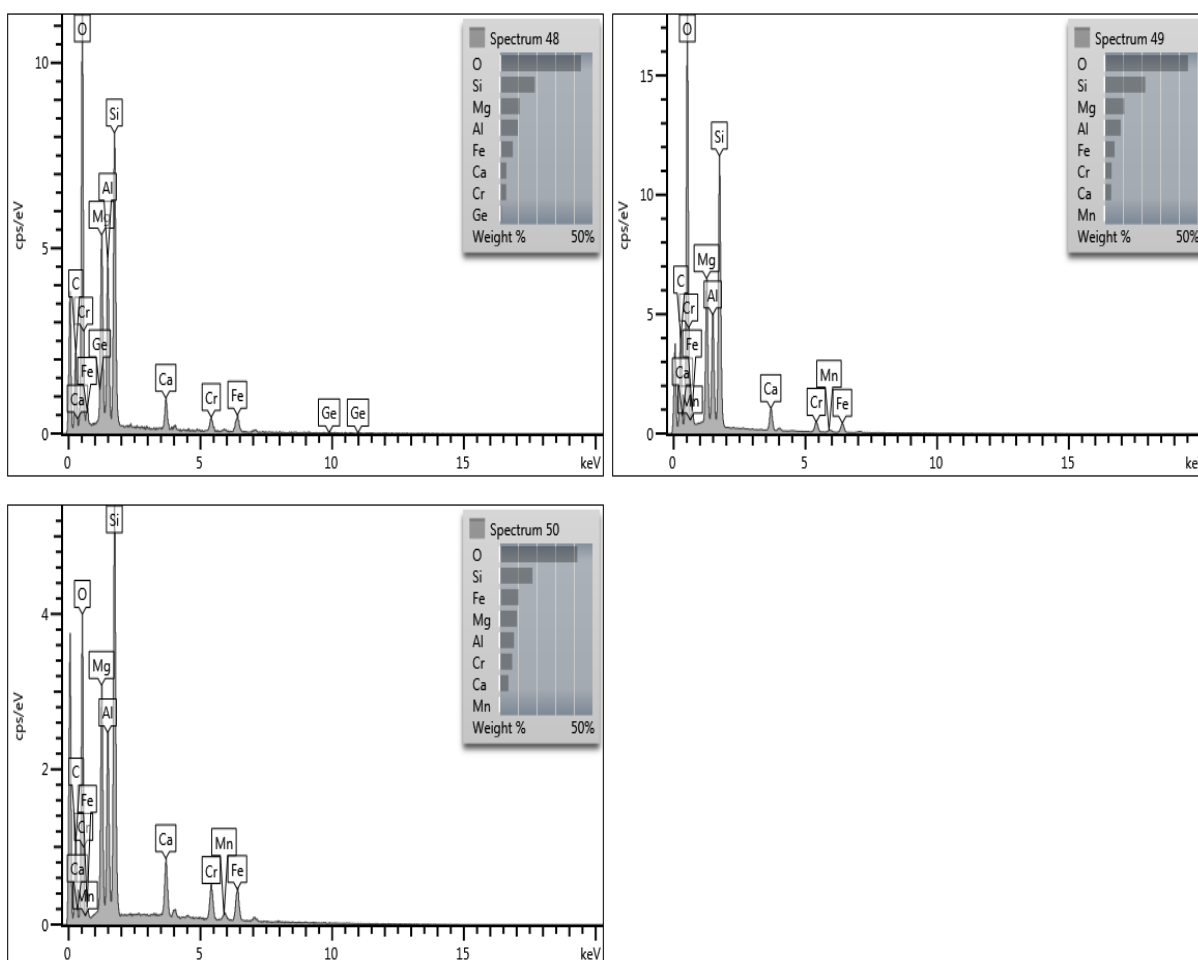 Spectrum 48
O
Si
Mg
Al
Fe
Ca
Cr
Ge
Weight % 50%
cps/eV
10
5
0
O
Si
Al
Mg
C
Cr
Ge
Fe
Ca
Ca
Cr
Fe
Ge
Ge
0 5 10 15 keV
Spectrum 49
O
Si
Mg
Al
Fe
Cr
Ca
Mn
Weight % 50%
cps/eV
15
10
5
0
O
Si
Mg
C
Al
Cr
Fe
Ca
Mn
Ca
Cr
Mn
Fe
0 5 10 15 ke
Spectrum 50
O
Si
Fe
Mg
Al
Cr
Ca
Mn
Weight % 50%
cps/eV
4
2
0
Si
O
Mg
Al
C
Fe
Cr
Ca
Mn
Ca
Cr
Mn
Fe
0 5 10 15 keV